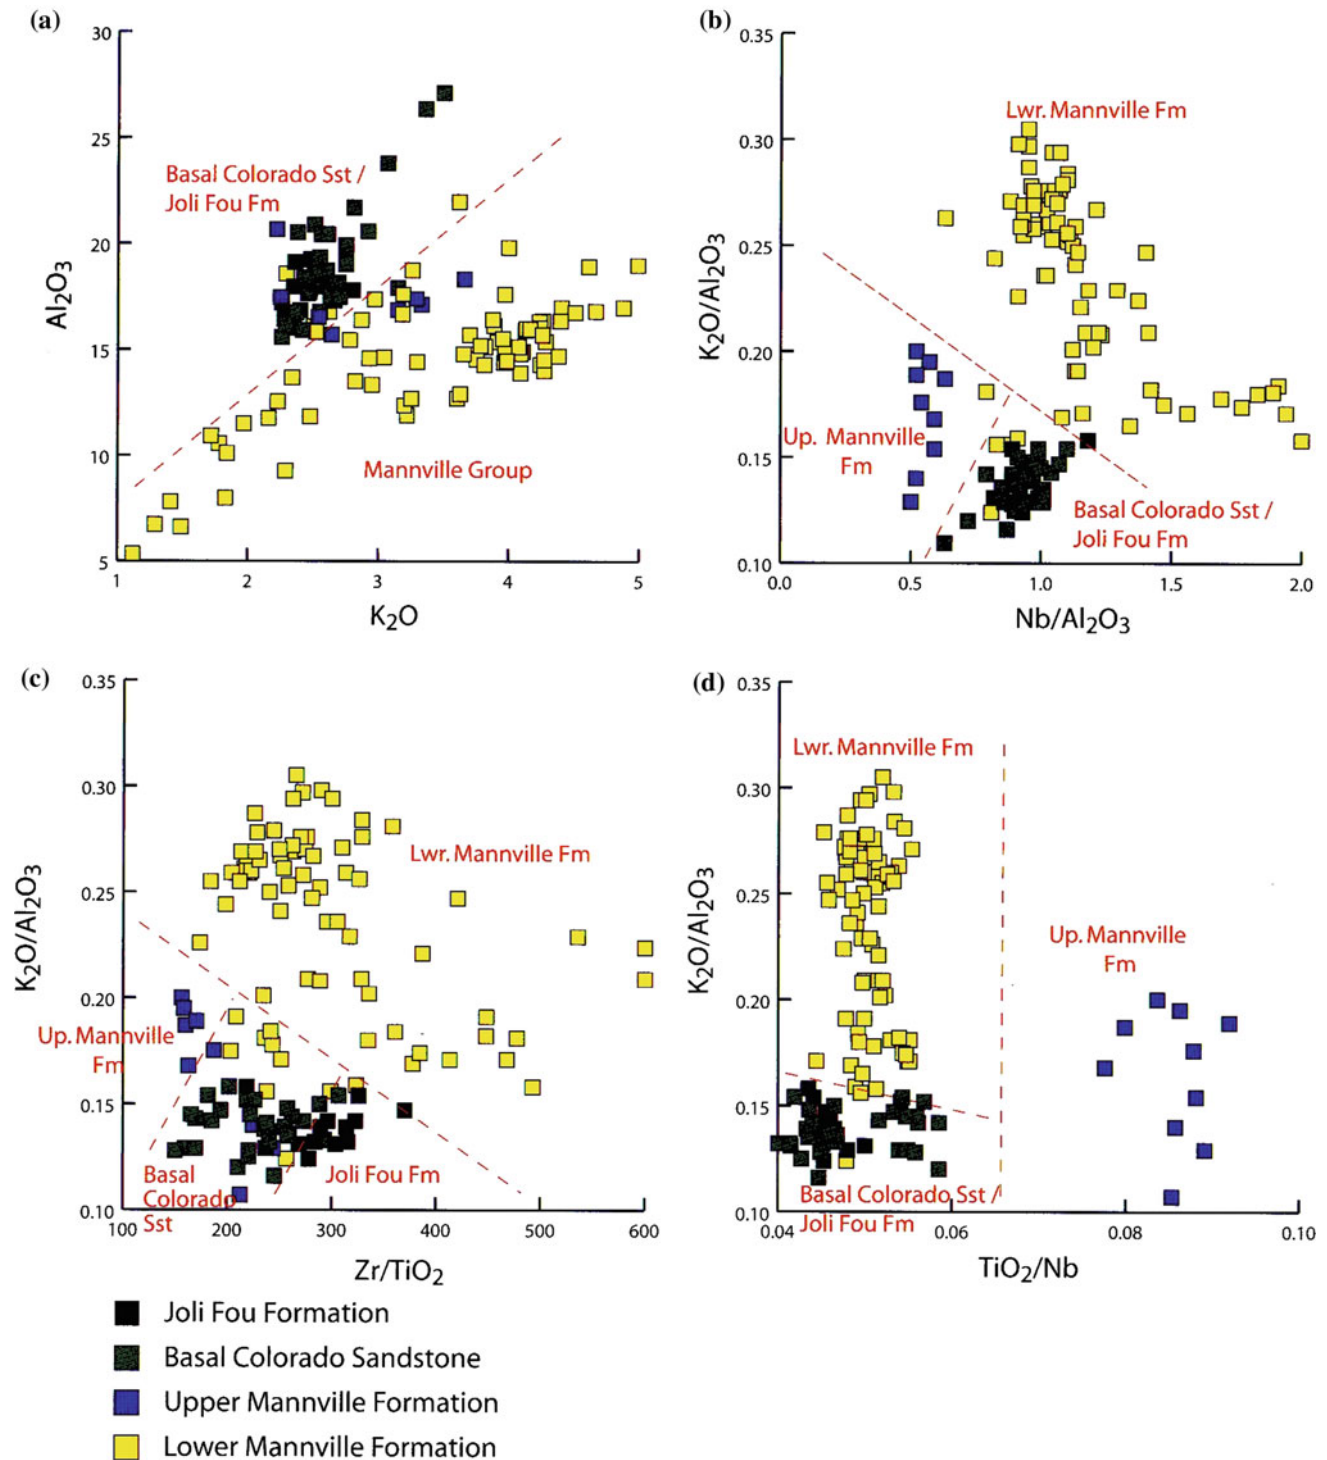 (a)
30
25
20
15
10
5
Al₂O₃
Basal Colorado Sst /
Joli Fou Fm
Mannville Group
1
2
3
4
5
K₂O
(b)
0.35
0.30
0.25
0.20
0.15
0.10
K₂O/Al₂O₃
Lwr. Mannville Fm
Up. Mannville
Fm
Basal Colorado Sst /
Joli Fou Fm
0.0
0.5
1.0
1.5
2.0
Nb/Al₂O₃
(c)
0.35
0.30
0.25
0.20
0.15
0.10
K₂O/Al₂O₃
Lwr. Mannville Fm
Up. Mannville
Fm
Basal
Colorado
Sst
Joli Fou Fm
100
200
300
400
500
600
Zr/TiO₂
(d)
0.35
0.30
0.25
0.20
0.15
0.10
K₂O/Al₂O₃
Lwr. Mannville Fm
Up. Mannville
Fm
Basal Colorado Sst /
Joli Fou Fm
0.04
0.06
0.08
0.10
TiO₂/Nb
Joli Fou Formation
Basal Colorado Sandstone
Upper Mannville Formation
Lower Mannville Formation